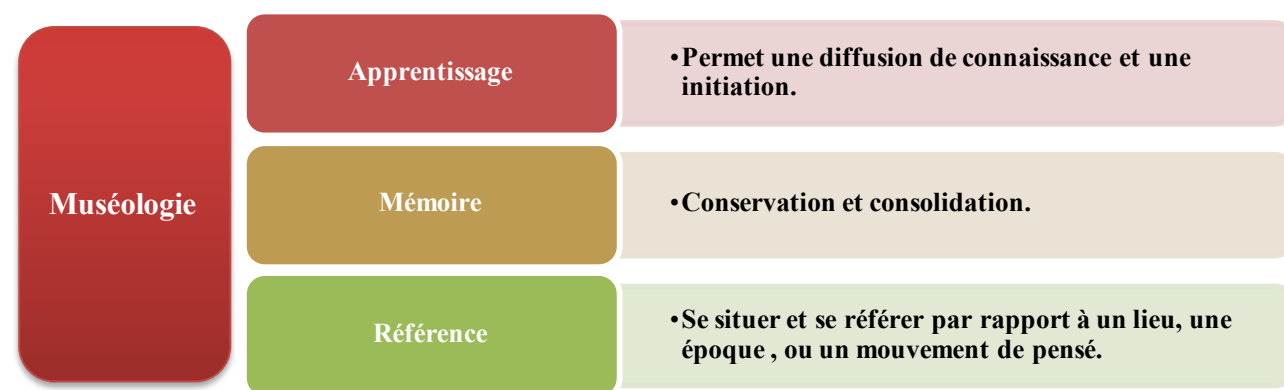 Muséologie
Apprentissage
•Permet une diffusion de connaissance et une
initiation.
Mémoire
•Conservation et consolidation.
Référence
•Se situer et se référer par rapport à un lieu, une
époque , ou un mouvement de pensé.